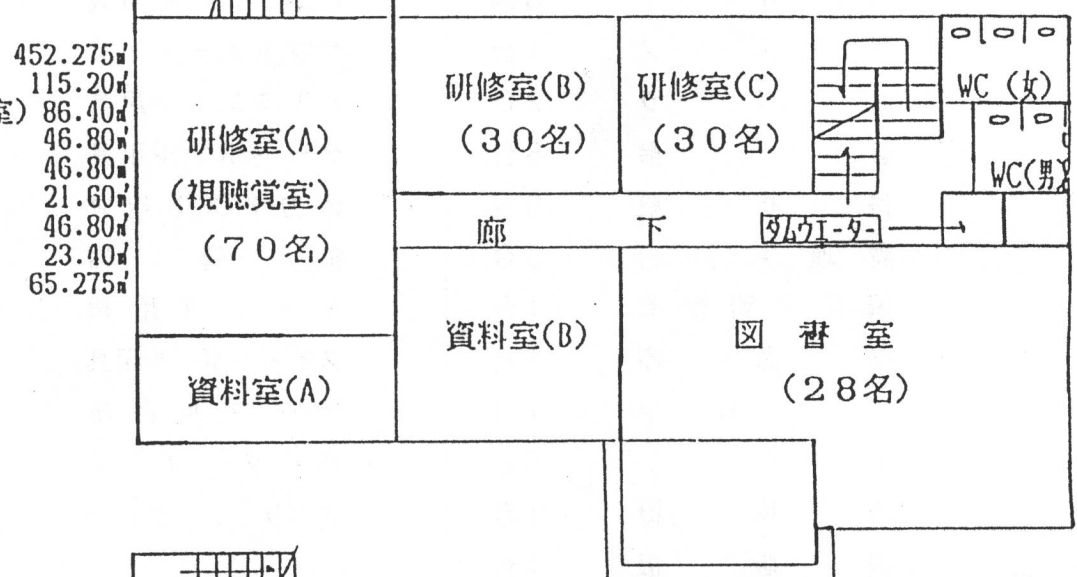 452.275㎡
115.20㎡
室) 86.40㎡
46.80㎡
46.80㎡
21.60㎡
46.80㎡
23.40㎡
65.275㎡
研修室(A)
(視聴覚室)
(70名)
研修室(B)
(30名)
研修室(C)
(30名)
WC (女)
WC(男)
廊 下
ダムウエーター
資料室(A)
資料室(B)
図書室
(28名)